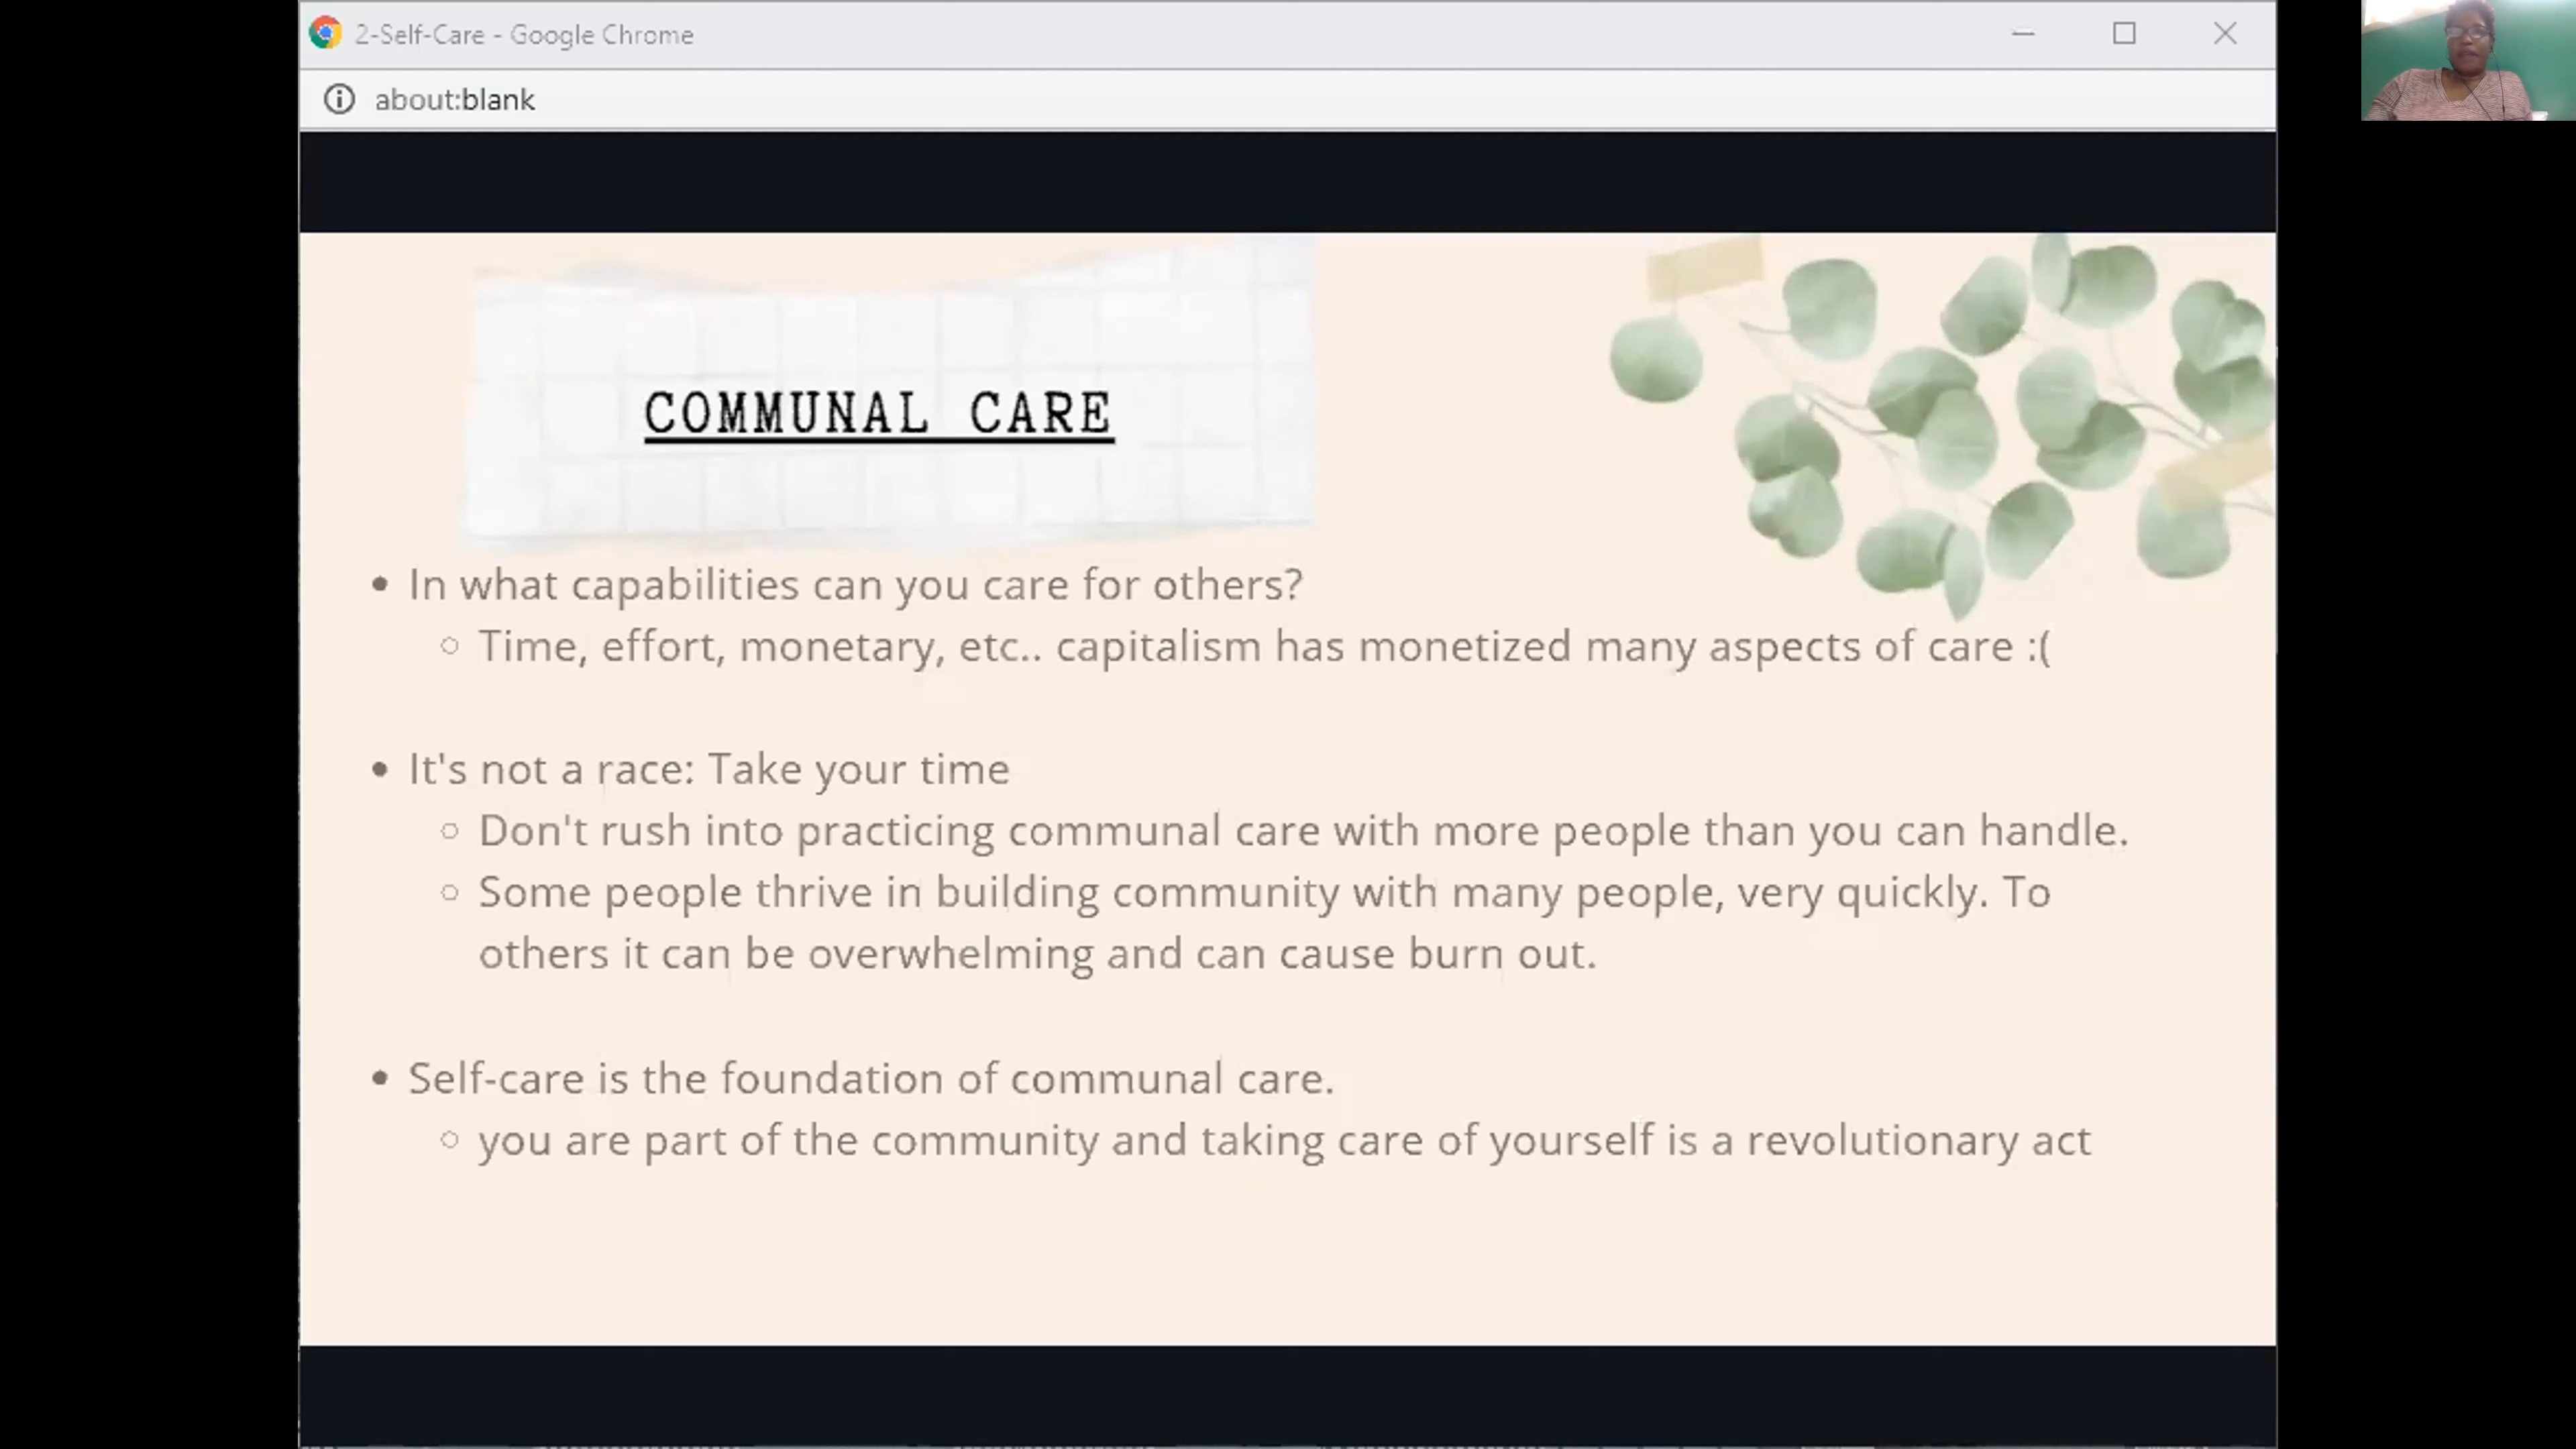 2-Self-Care - Google Chrome
about:blank
COMMUNAL CARE
• In what capabilities can you care for others?
○ Time, effort, monetary, etc.. capitalism has monetized many aspects of care :(
• It's not a race: Take your time
○ Don't rush into practicing communal care with more people than you can handle.
○ Some people thrive in building community with many people, very quickly. To
others it can be overwhelming and can cause burn out.
• Self-care is the foundation of communal care.
○ you are part of the community and taking care of yourself is a revolutionary act